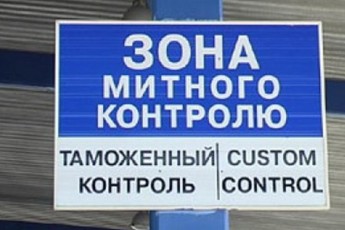 ЗОНА
МИТНОГО
КОНТРОЛЮ
ТАМОЖЕННЫЙ CUSTOM
КОНТРОЛЬ CONTROL